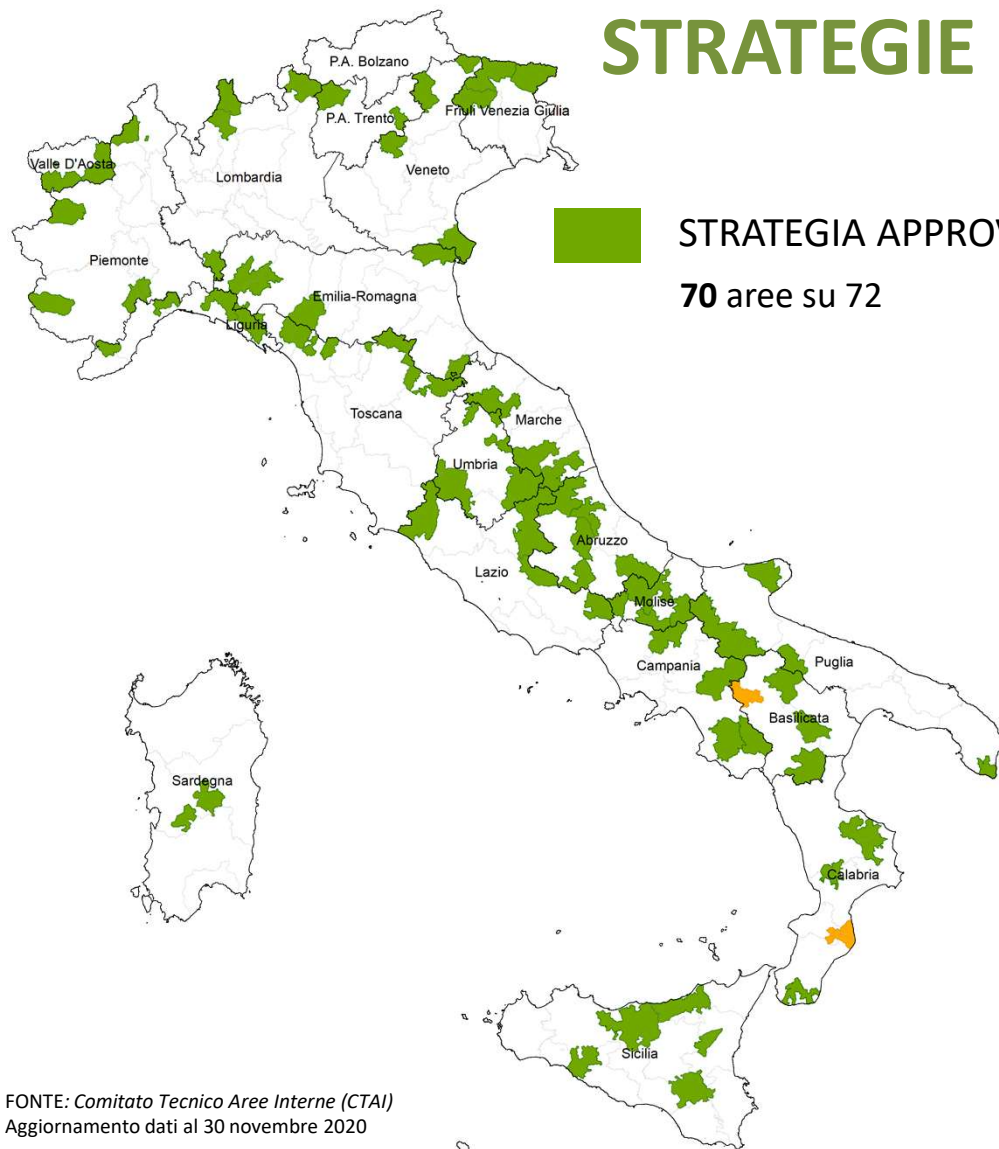 STRATEGIE
STRATEGIA APPROV
70 aree su 72
P.A. Bolzano
P.A. Trento
Friuli Venezia Giulia
Valle D'Aosta
Lombardia
Veneto
Piemonte
Emilia-Romagna
Liguria
Toscana
Marche
Umbria
Abruzzo
Lazio
Molise
Campania
Puglia
Basilicata
Sardegna
Calabria
Sicilia
FONTE: Comitato Tecnico Aree Interne (CTAI)
Aggiornamento dati al 30 novembre 2020